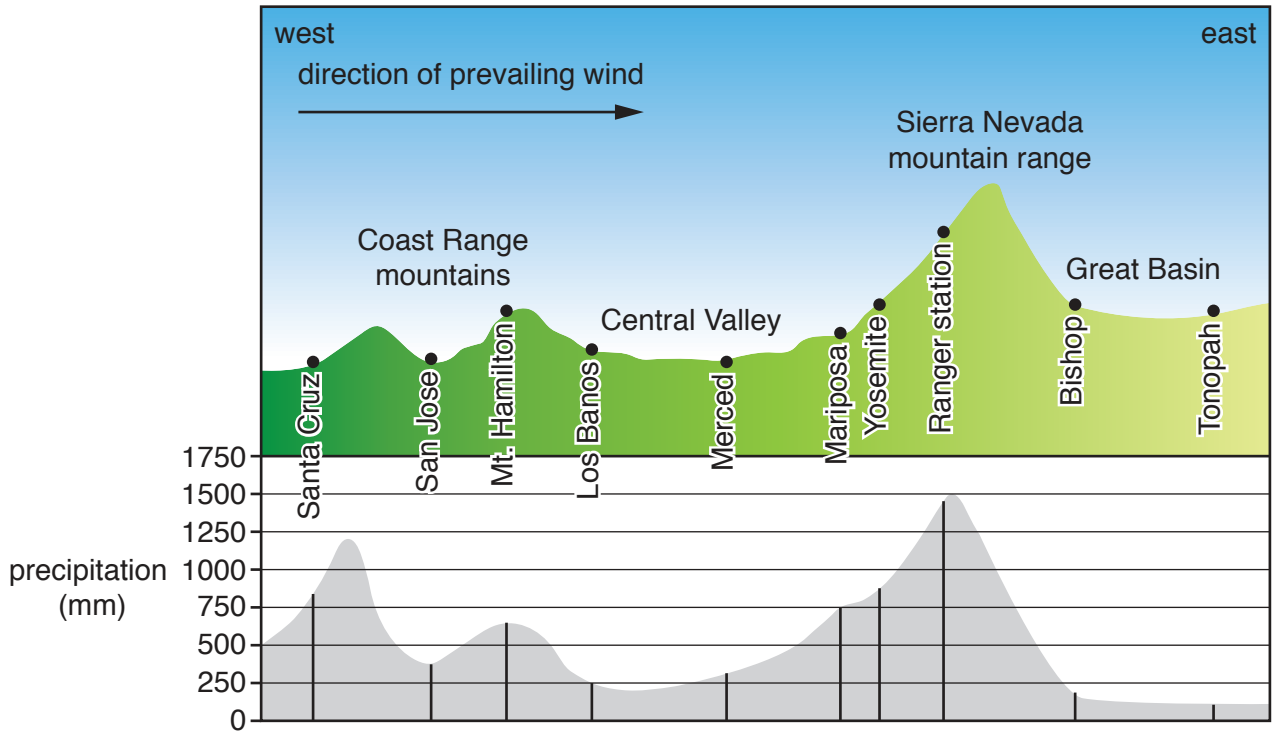 west
east
direction of prevailing wind
Sierra Nevada
mountain range
Coast Range
mountains
Great Basin
Central Valley
Santa Cruz
San Jose
Mt. Hamilton
Los Banos
Merced
Mariposa
Yosemite
Ranger station
Bishop
Tonopah
1750
1500
1250
1000
750
500
250
0
precipitation
(mm)